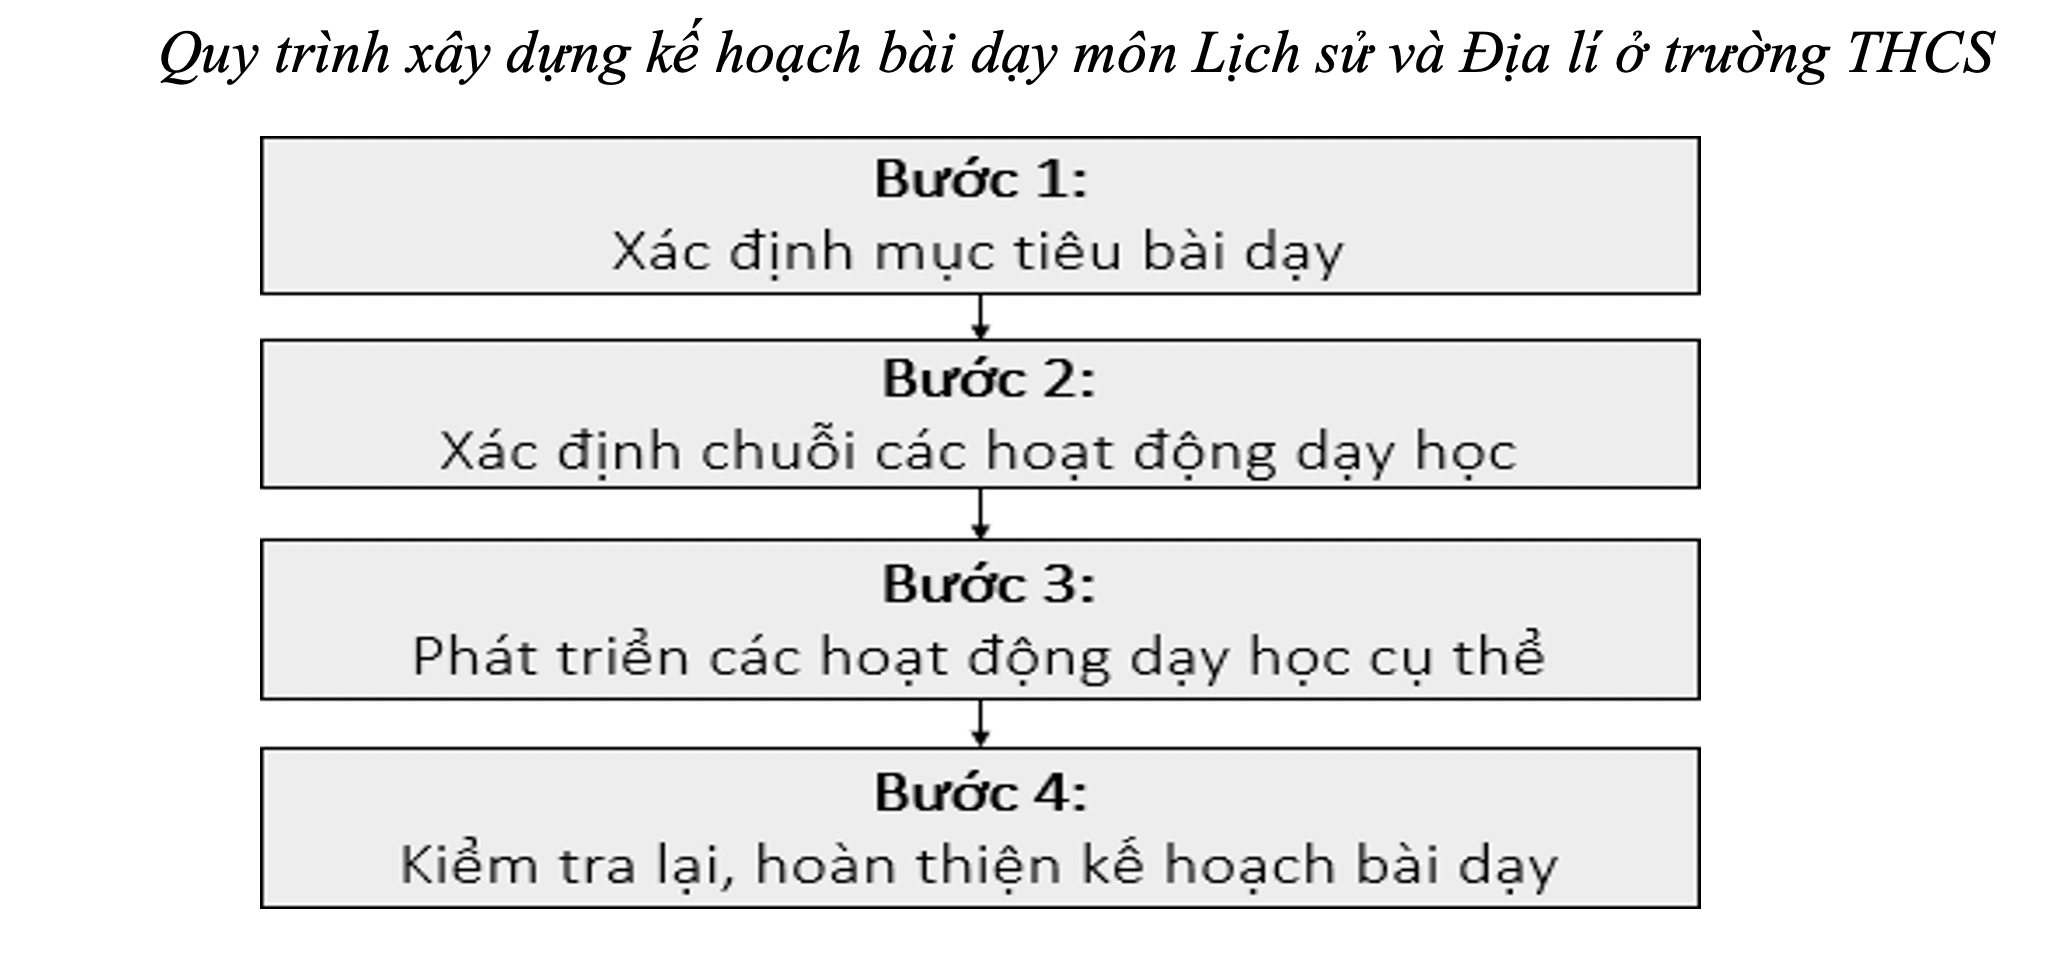 Quy trình xây dựng kế hoạch bài dạy môn Lịch sử và Địa lí ở trường THCS
Bước 1:
Xác định mục tiêu bài dạy
Bước 2:
Xác định chuỗi các hoạt động dạy học
Bước 3:
Phát triển các hoạt động dạy học cụ thể
Bước 4:
Kiểm tra lại, hoàn thiện kế hoạch bài dạy